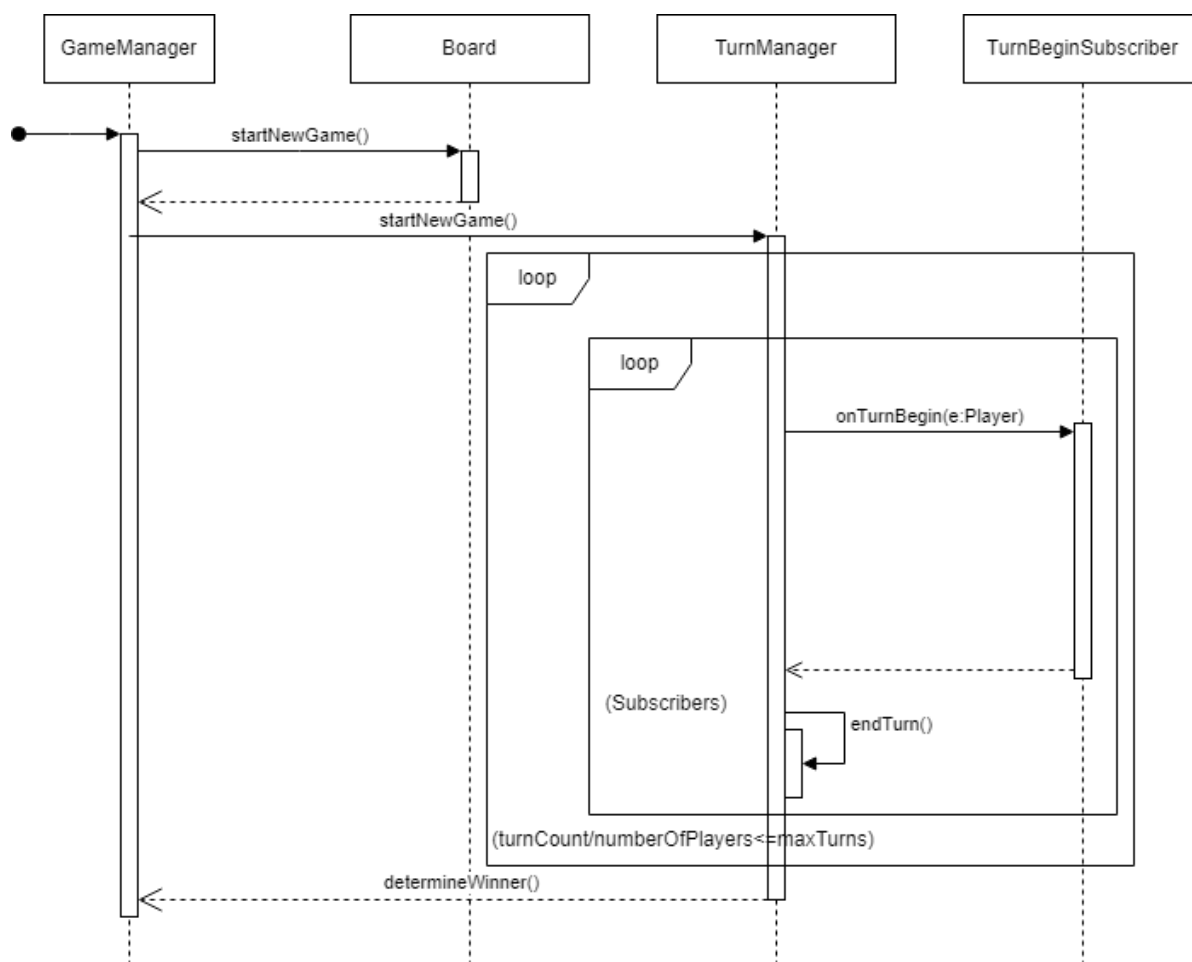 GameManager
Board
TurnManager
TurnBeginSubscriber
startNewGame()
startNewGame()
loop
loop
onTurnBegin(e:Player)
(Subscribers)
endTurn()
(turnCount/numberOfPlayers<=maxTurns)
determineWinner()